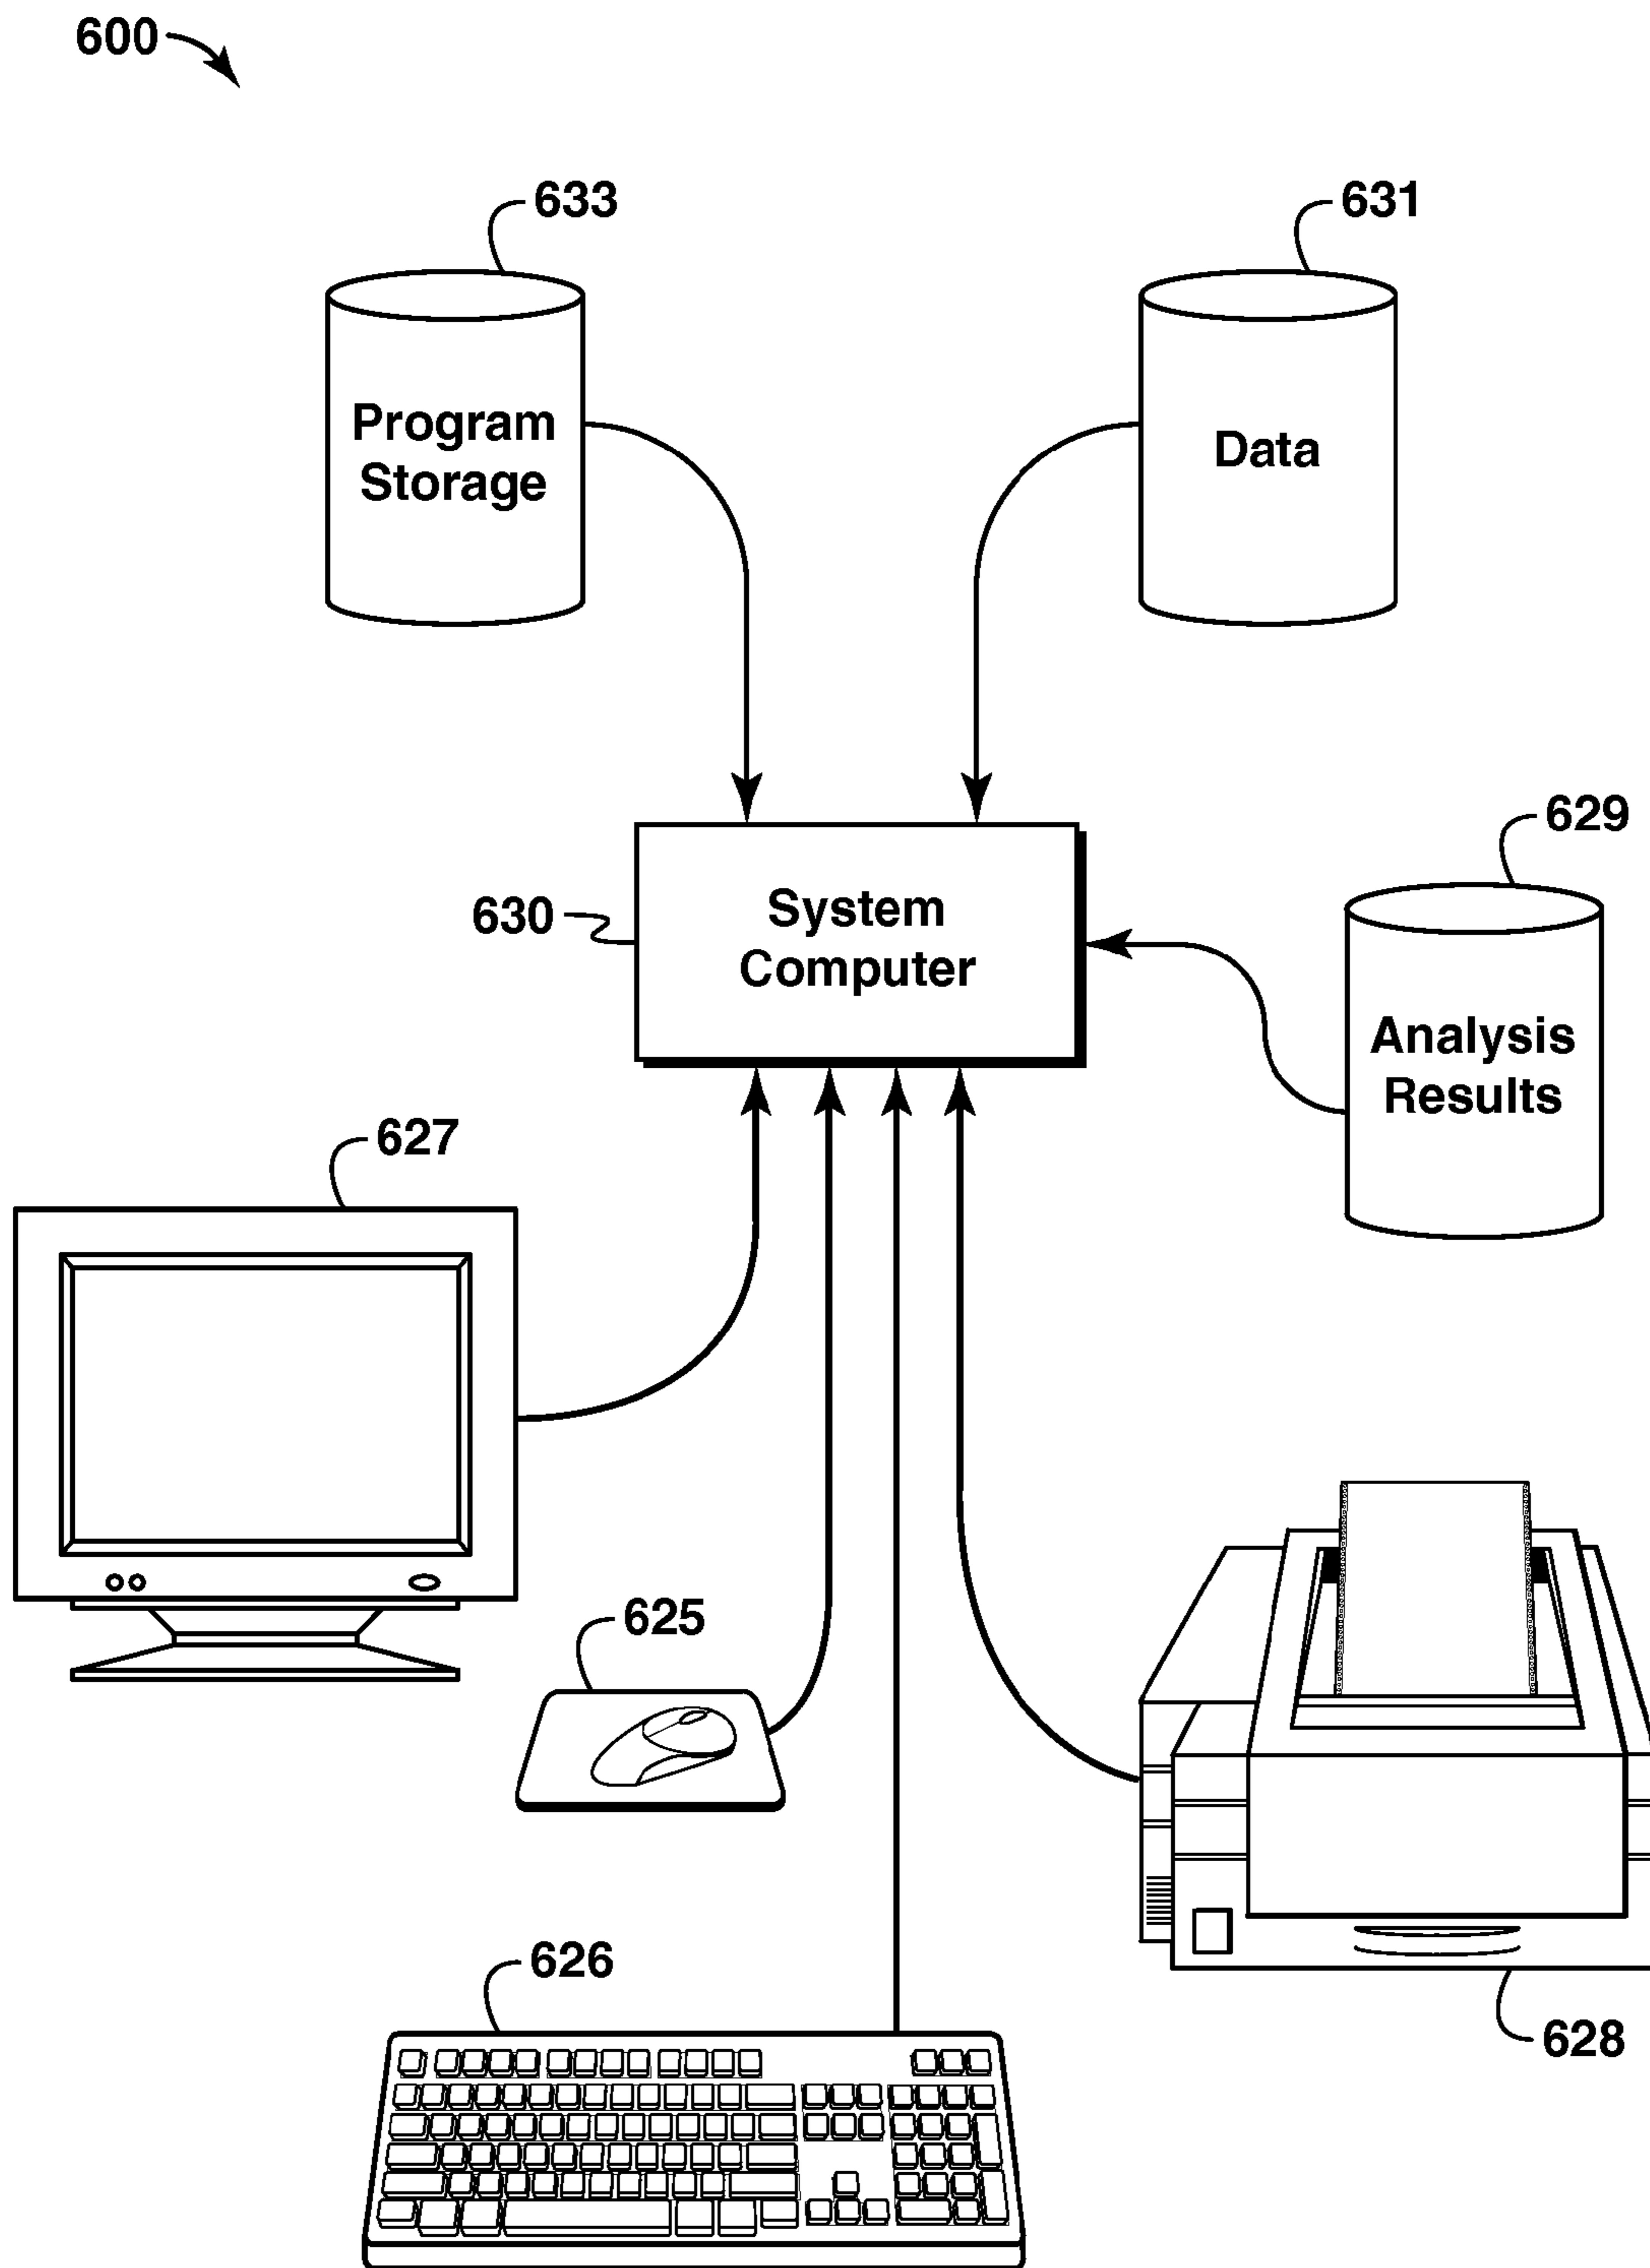 600
633
631
Program
Storage
Data
629
630
System
Computer
Analysis
Results
627
625
626
628